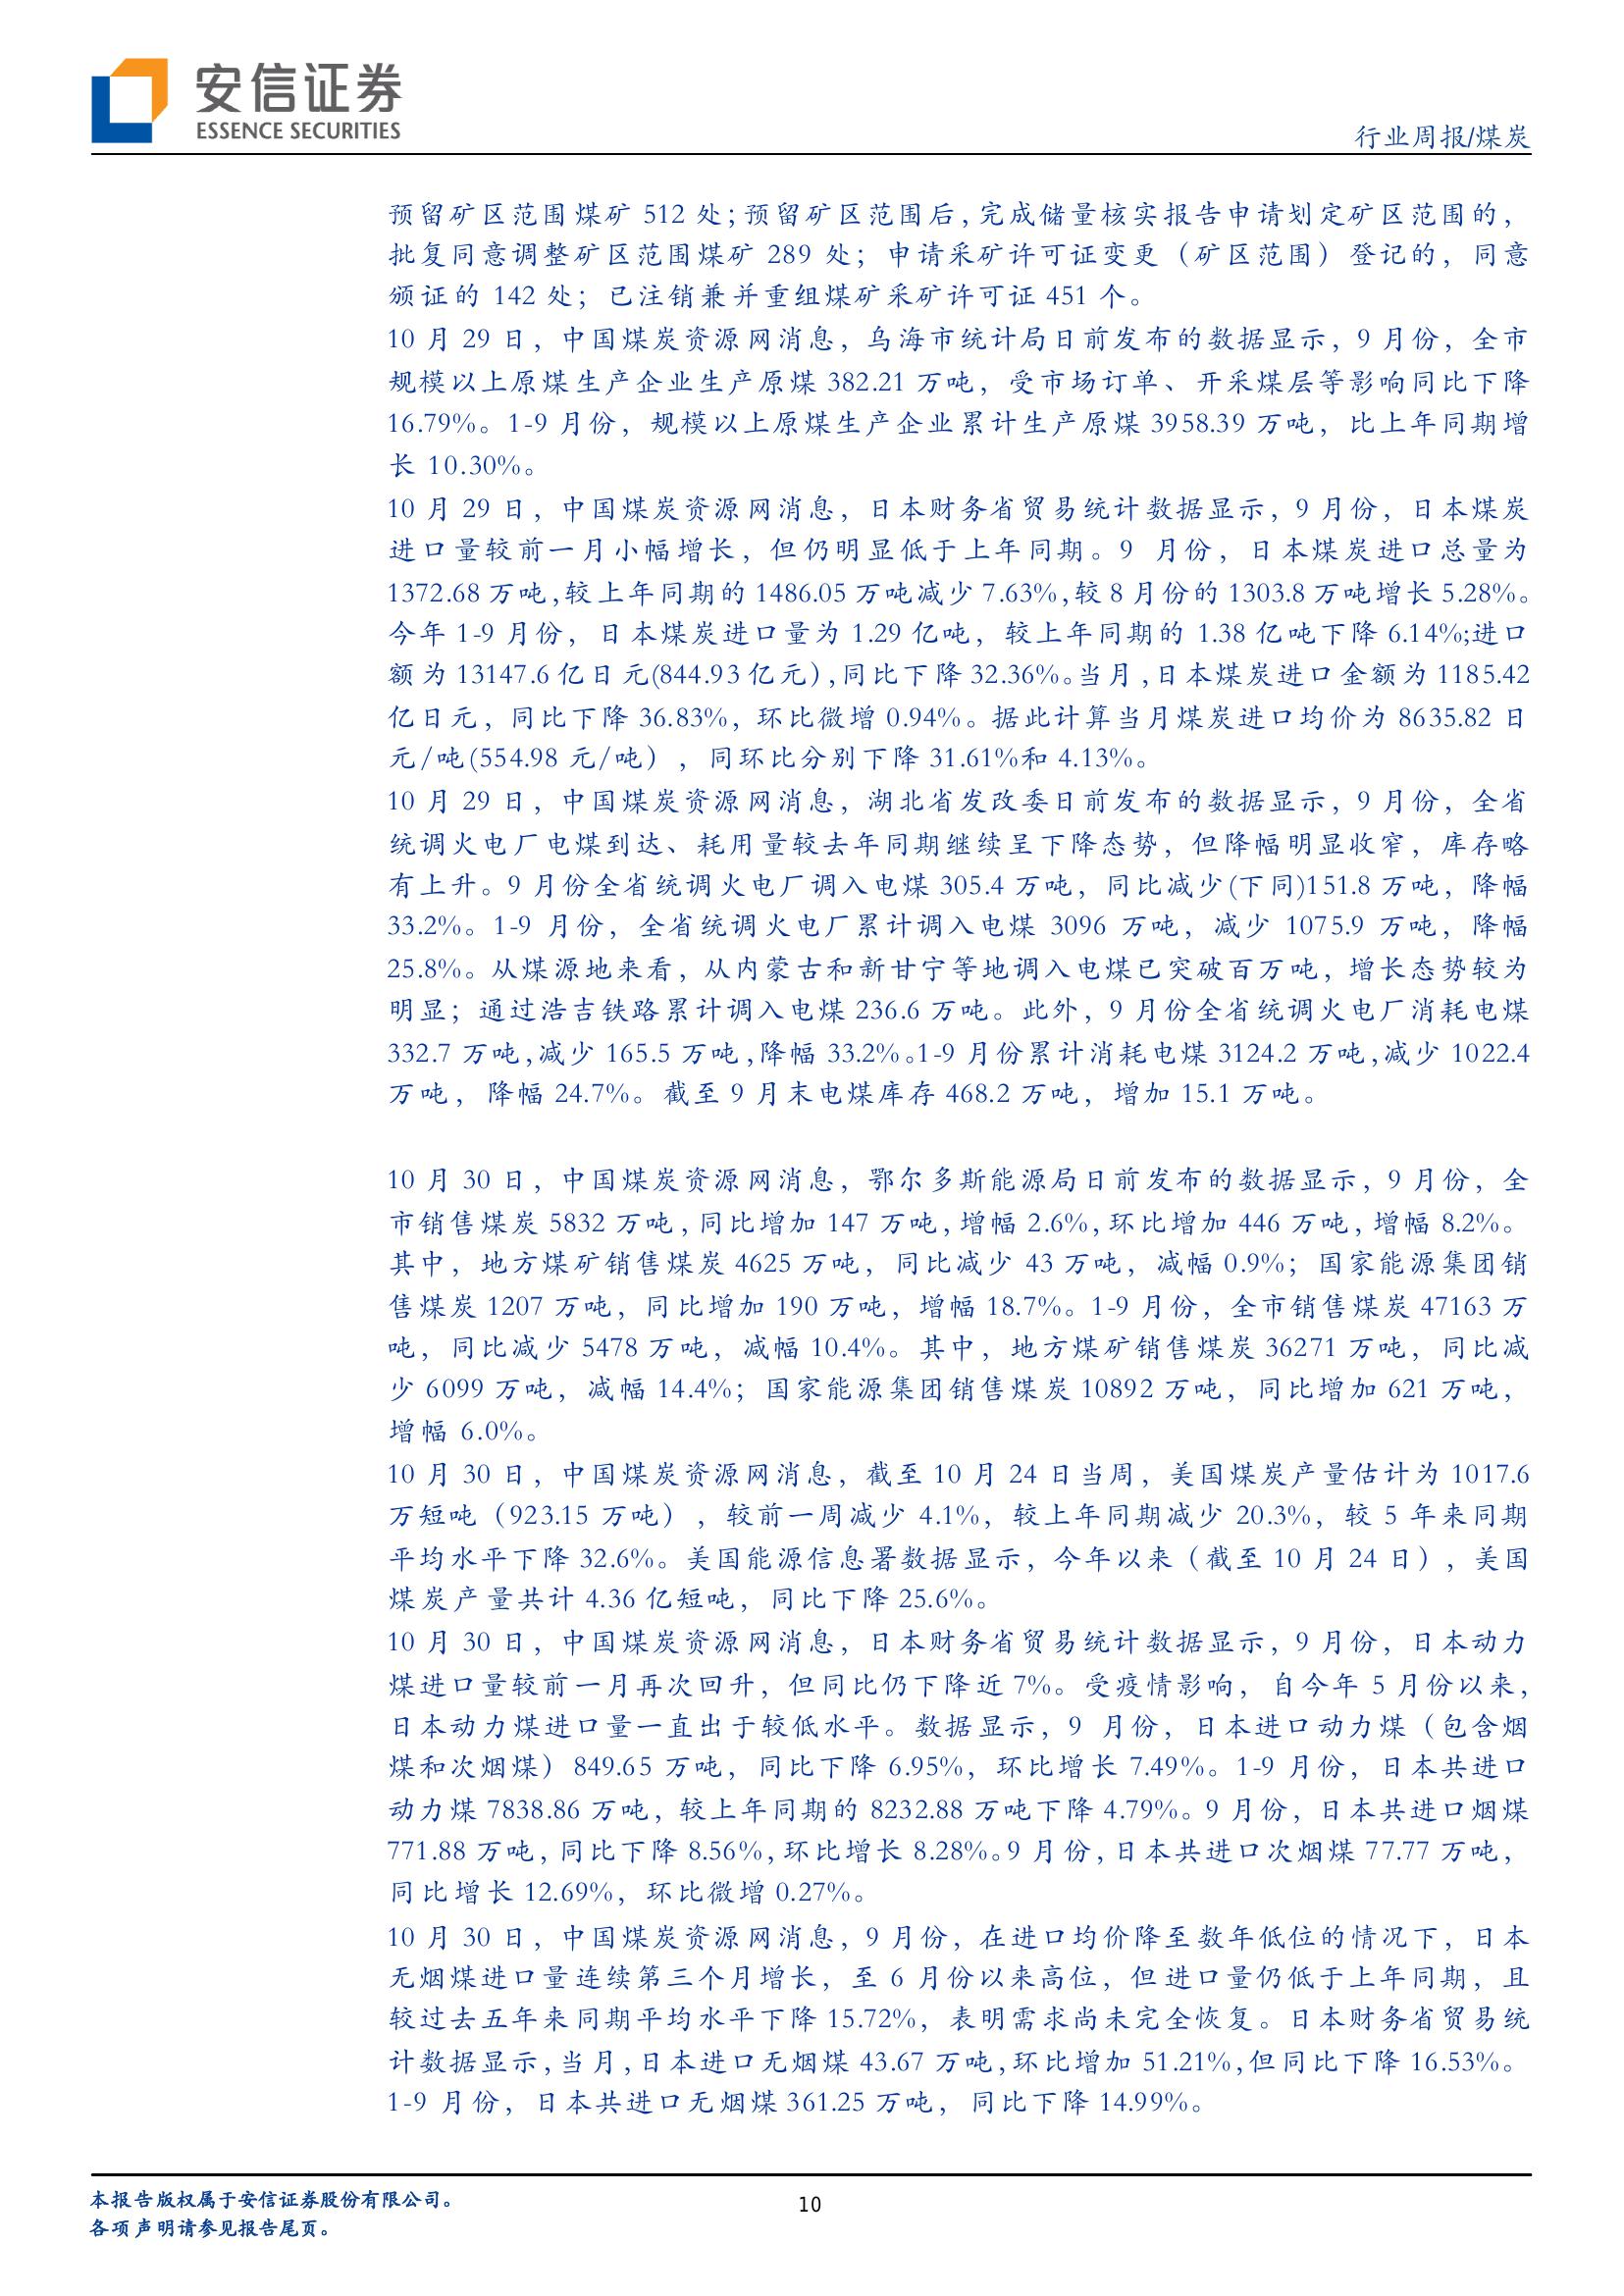 安信证券
ESSENCE SECURITIES
行业周报/煤炭
预留矿区范围煤矿 512 处;预留矿区范围后,完成储量核实报告申请划定矿区范围的,
批复同意调整矿区范围煤矿 289 处；申请采矿许可证变更（矿区范围）登记的，同意
颁证的 142 处；已注销兼并重组煤矿采矿许可证 451 个。
10 月 29 日，中国煤炭资源网消息，乌海市统计局日前发布的数据显示，9 月份，全市
规模以上原煤生产企业生产原煤 382.21 万吨，受市场订单、开采煤层等影响同比下降
16.79%。1-9 月份，规模以上原煤生产企业累计生产原煤 3958.39 万吨，比上年同期增
长 10.30%。
10 月 29 日，中国煤炭资源网消息，日本财务省贸易统计数据显示，9 月份，日本煤炭
进口量较前一月小幅增长，但仍明显低于上年同期。9 月份，日本煤炭进口总量为
1372.68 万吨,较上年同期的 1486.05 万吨减少 7.63%,较 8 月份的 1303.8 万吨增长 5.28%。
今年 1-9 月份，日本煤炭进口量为 1.29 亿吨，较上年同期的 1.38 亿吨下降 6.14%;进口
额为 13147.6 亿日元(844.93 亿元),同比下降 32.36%。当月,日本煤炭进口金额为 1185.42
亿日元，同比下降 36.83%，环比微增 0.94%。据此计算当月煤炭进口均价为 8635.82 日
元/吨(554.98 元/吨），同环比分别下降 31.61%和 4.13%。
10 月 29 日，中国煤炭资源网消息，湖北省发改委日前发布的数据显示，9 月份，全省
统调火电厂电煤到达、耗用量较去年同期继续呈下降态势，但降幅明显收窄，库存略
有上升。9 月份全省统调火电厂调入电煤 305.4 万吨，同比减少(下同)151.8 万吨，降幅
33.2%。1-9 月份，全省统调火电厂累计调入电煤 3096 万吨，减少 1075.9 万吨，降幅
25.8%。从煤源地来看，从内蒙古和新甘宁等地调入电煤已突破百万吨，增长态势较为
明显；通过浩吉铁路累计调入电煤 236.6 万吨。此外，9 月份全省统调火电厂消耗电煤
332.7 万吨,减少 165.5 万吨,降幅 33.2%。1-9 月份累计消耗电煤 3124.2 万吨,减少 1022.4
万吨，降幅 24.7%。截至 9 月末电煤库存 468.2 万吨，增加 15.1 万吨。
10 月 30 日，中国煤炭资源网消息，鄂尔多斯能源局日前发布的数据显示，9 月份，全
市销售煤炭 5832 万吨,同比增加 147 万吨,增幅 2.6%,环比增加 446 万吨,增幅 8.2%。
其中，地方煤矿销售煤炭 4625 万吨，同比减少 43 万吨，减幅 0.9%；国家能源集团销
售煤炭 1207 万吨，同比增加 190 万吨，增幅 18.7%。1-9 月份，全市销售煤炭 47163 万
吨，同比减少 5478 万吨，减幅 10.4%。其中，地方煤矿销售煤炭 36271 万吨，同比减
少 6099 万吨，减幅 14.4%；国家能源集团销售煤炭 10892 万吨，同比增加 621 万吨，
增幅 6.0%。
10 月 30 日，中国煤炭资源网消息，截至 10 月 24 日当周，美国煤炭产量估计为 1017.6
万短吨（923.15 万吨），较前一周减少 4.1%，较上年同期减少 20.3%，较 5 年来同期
平均水平下降 32.6%。美国能源信息署数据显示，今年以来（截至 10 月 24 日），美国
煤炭产量共计 4.36 亿短吨，同比下降 25.6%。
10 月 30 日，中国煤炭资源网消息，日本财务省贸易统计数据显示，9 月份，日本动力
煤进口量较前一月再次回升，但同比仍下降近 7%。受疫情影响，自今年 5 月份以来，
日本动力煤进口量一直出于较低水平。数据显示，9 月份，日本进口动力煤（包含烟
煤和次烟煤）849.65 万吨，同比下降 6.95%，环比增长 7.49%。1-9 月份，日本共进口
动力煤 7838.86 万吨，较上年同期的 8232.88 万吨下降 4.79%。9 月份，日本共进口烟煤
771.88 万吨,同比下降 8.56%,环比增长 8.28%。9 月份,日本共进口次烟煤 77.77 万吨，
同比增长 12.69%，环比微增 0.27%。
10 月 30 日，中国煤炭资源网消息，9 月份，在进口均价降至数年低位的情况下，日本
无烟煤进口量连续第三个月增长，至 6 月份以来高位，但进口量仍低于上年同期，且
较过去五年来同期平均水平下降 15.72%，表明需求尚未完全恢复。日本财务省贸易统
计数据显示,当月,日本进口无烟煤 43.67 万吨,环比增加 51.21%,但同比下降 16.53%。
1-9 月份，日本共进口无烟煤 361.25 万吨，同比下降 14.99%。
本报告版权属于安信证券股份有限公司。
10
各项声明请参见报告尾页。